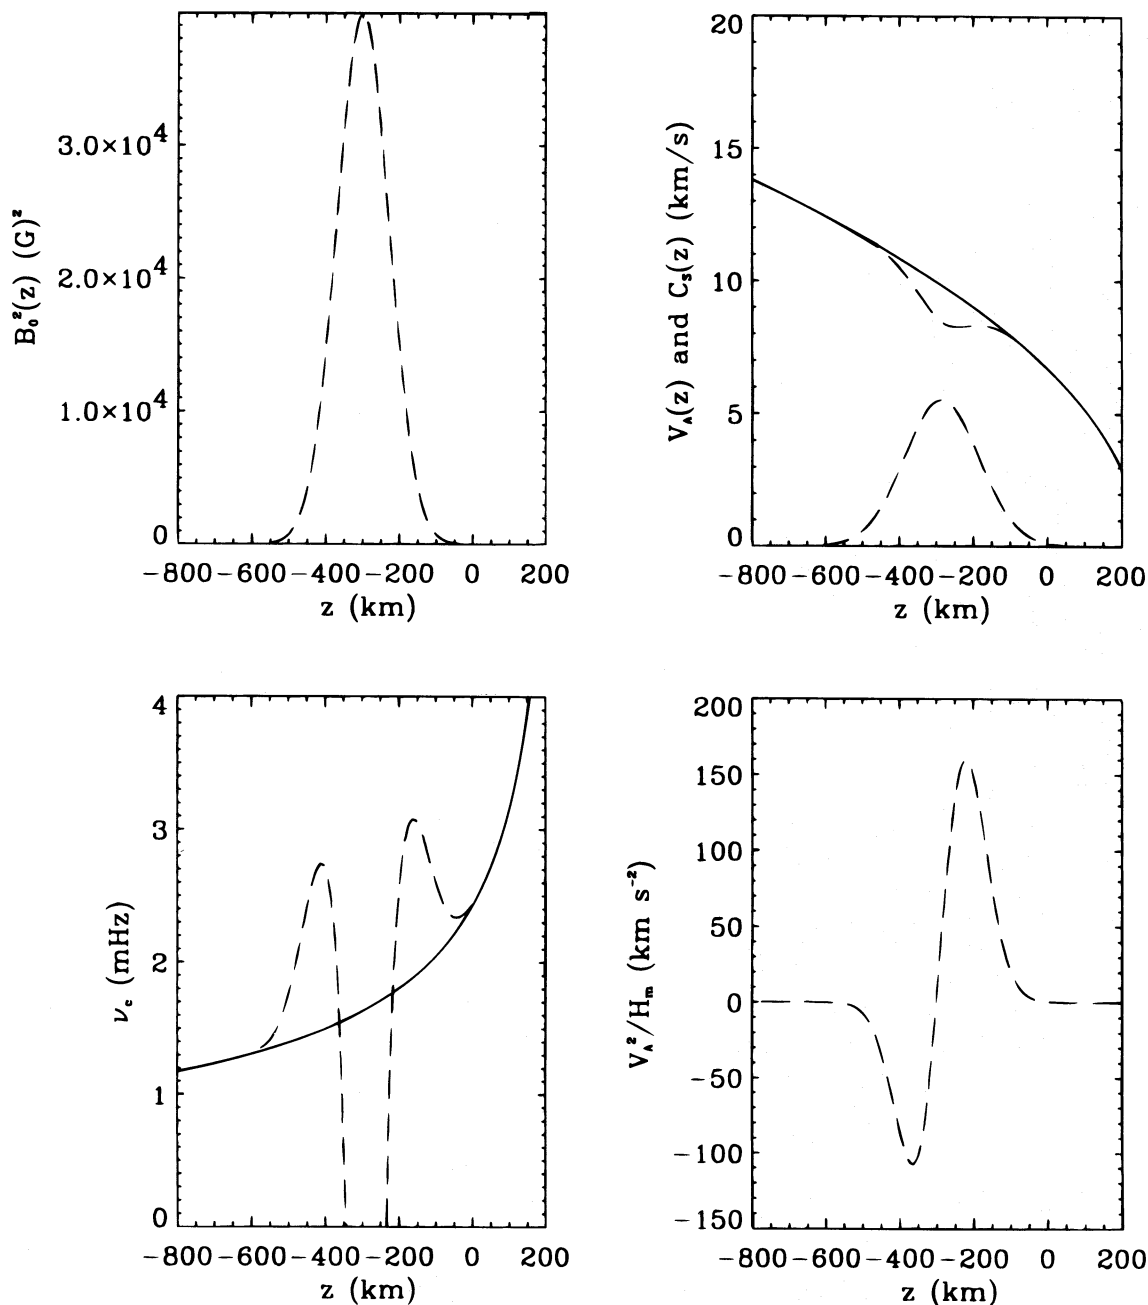 B₀²(z) (G)²
3.0×10⁴
2.0×10⁴
1.0×10⁴
0
−800 −600 −400 −200 0 200
z (km)
V_A(z) and C_S(z) (km/s)
20
15
10
5
0
−800 −600 −400 −200 0 200
z (km)
ν_c (mHz)
4
3
2
1
0
−800 −600 −400 −200 0 200
z (km)
V_A²/H_m (km s⁻²)
200
150
100
50
0
−50
−100
−150
−800 −600 −400 −200 0 200
z (km)